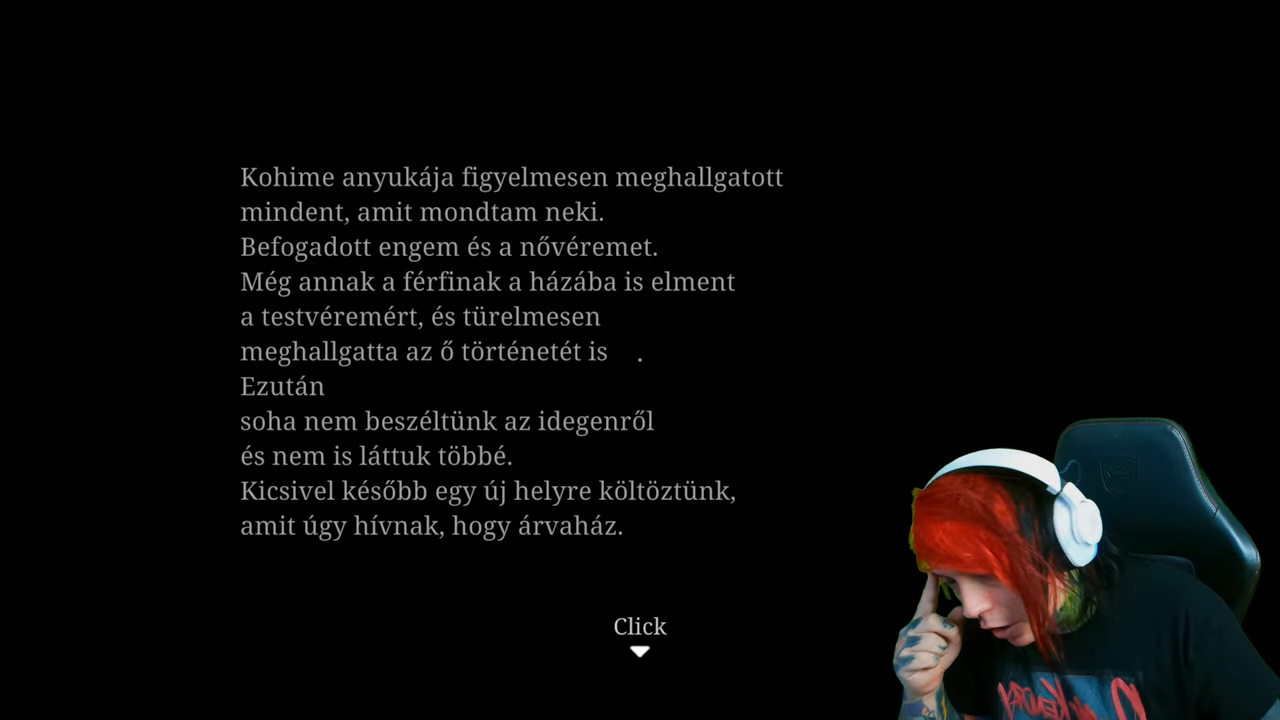 Kohime anyukája figyelmesen meghallgatott
mindent, amit mondtam neki.
Befogadott engem és a nővéremet.
Még annak a férfinak a házába is elment
a testvéremért, és türelmesen
meghallgatta az ő történetét is .
Ezután
soha nem beszéltünk az idegenről
és nem is láttuk többé.
Kicsivel később egy új helyre költöztünk,
amit úgy hívnak, hogy árvaház.
Click